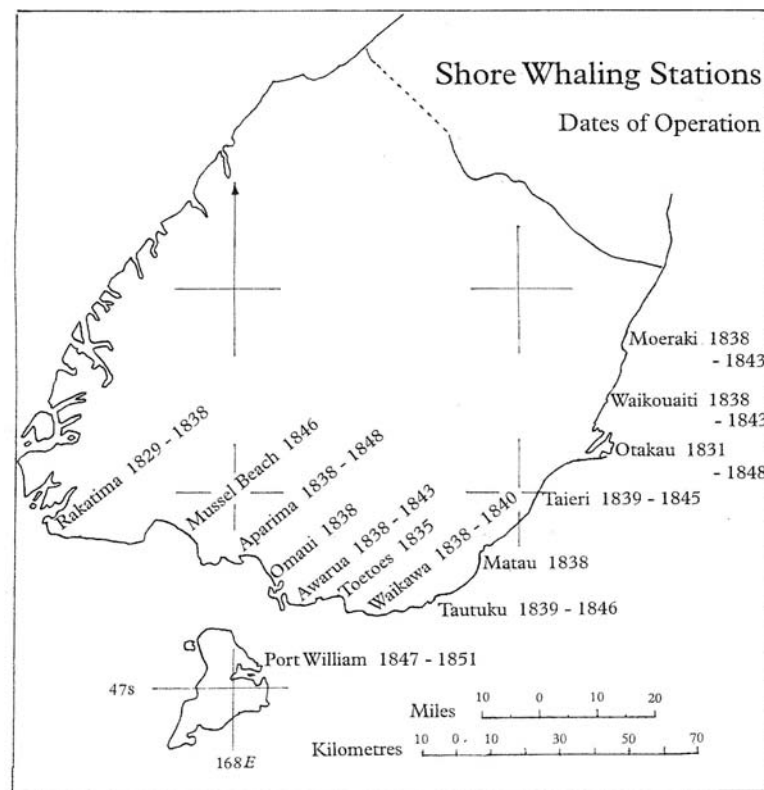 Shore Whaling Stations
Dates of Operation
Moeraki 1838
- 1843
Waikouaiti 1838
- 1843
Otakau 1831
- 1848
Taieri 1839 - 1845
Matau 1838
Tautuku 1839 - 1846
Rakatima 1829 - 1838
Mussel Beach 1846
Aparima 1838 - 1848
Omaui 1838
Awarua 1838 - 1843
Toetoes 1835
Waikawa 1838 - 1840
Port William 1847 - 1851
47s
168E
Miles 10 0 10 20
Kilometres 10 0 10 30 50 70